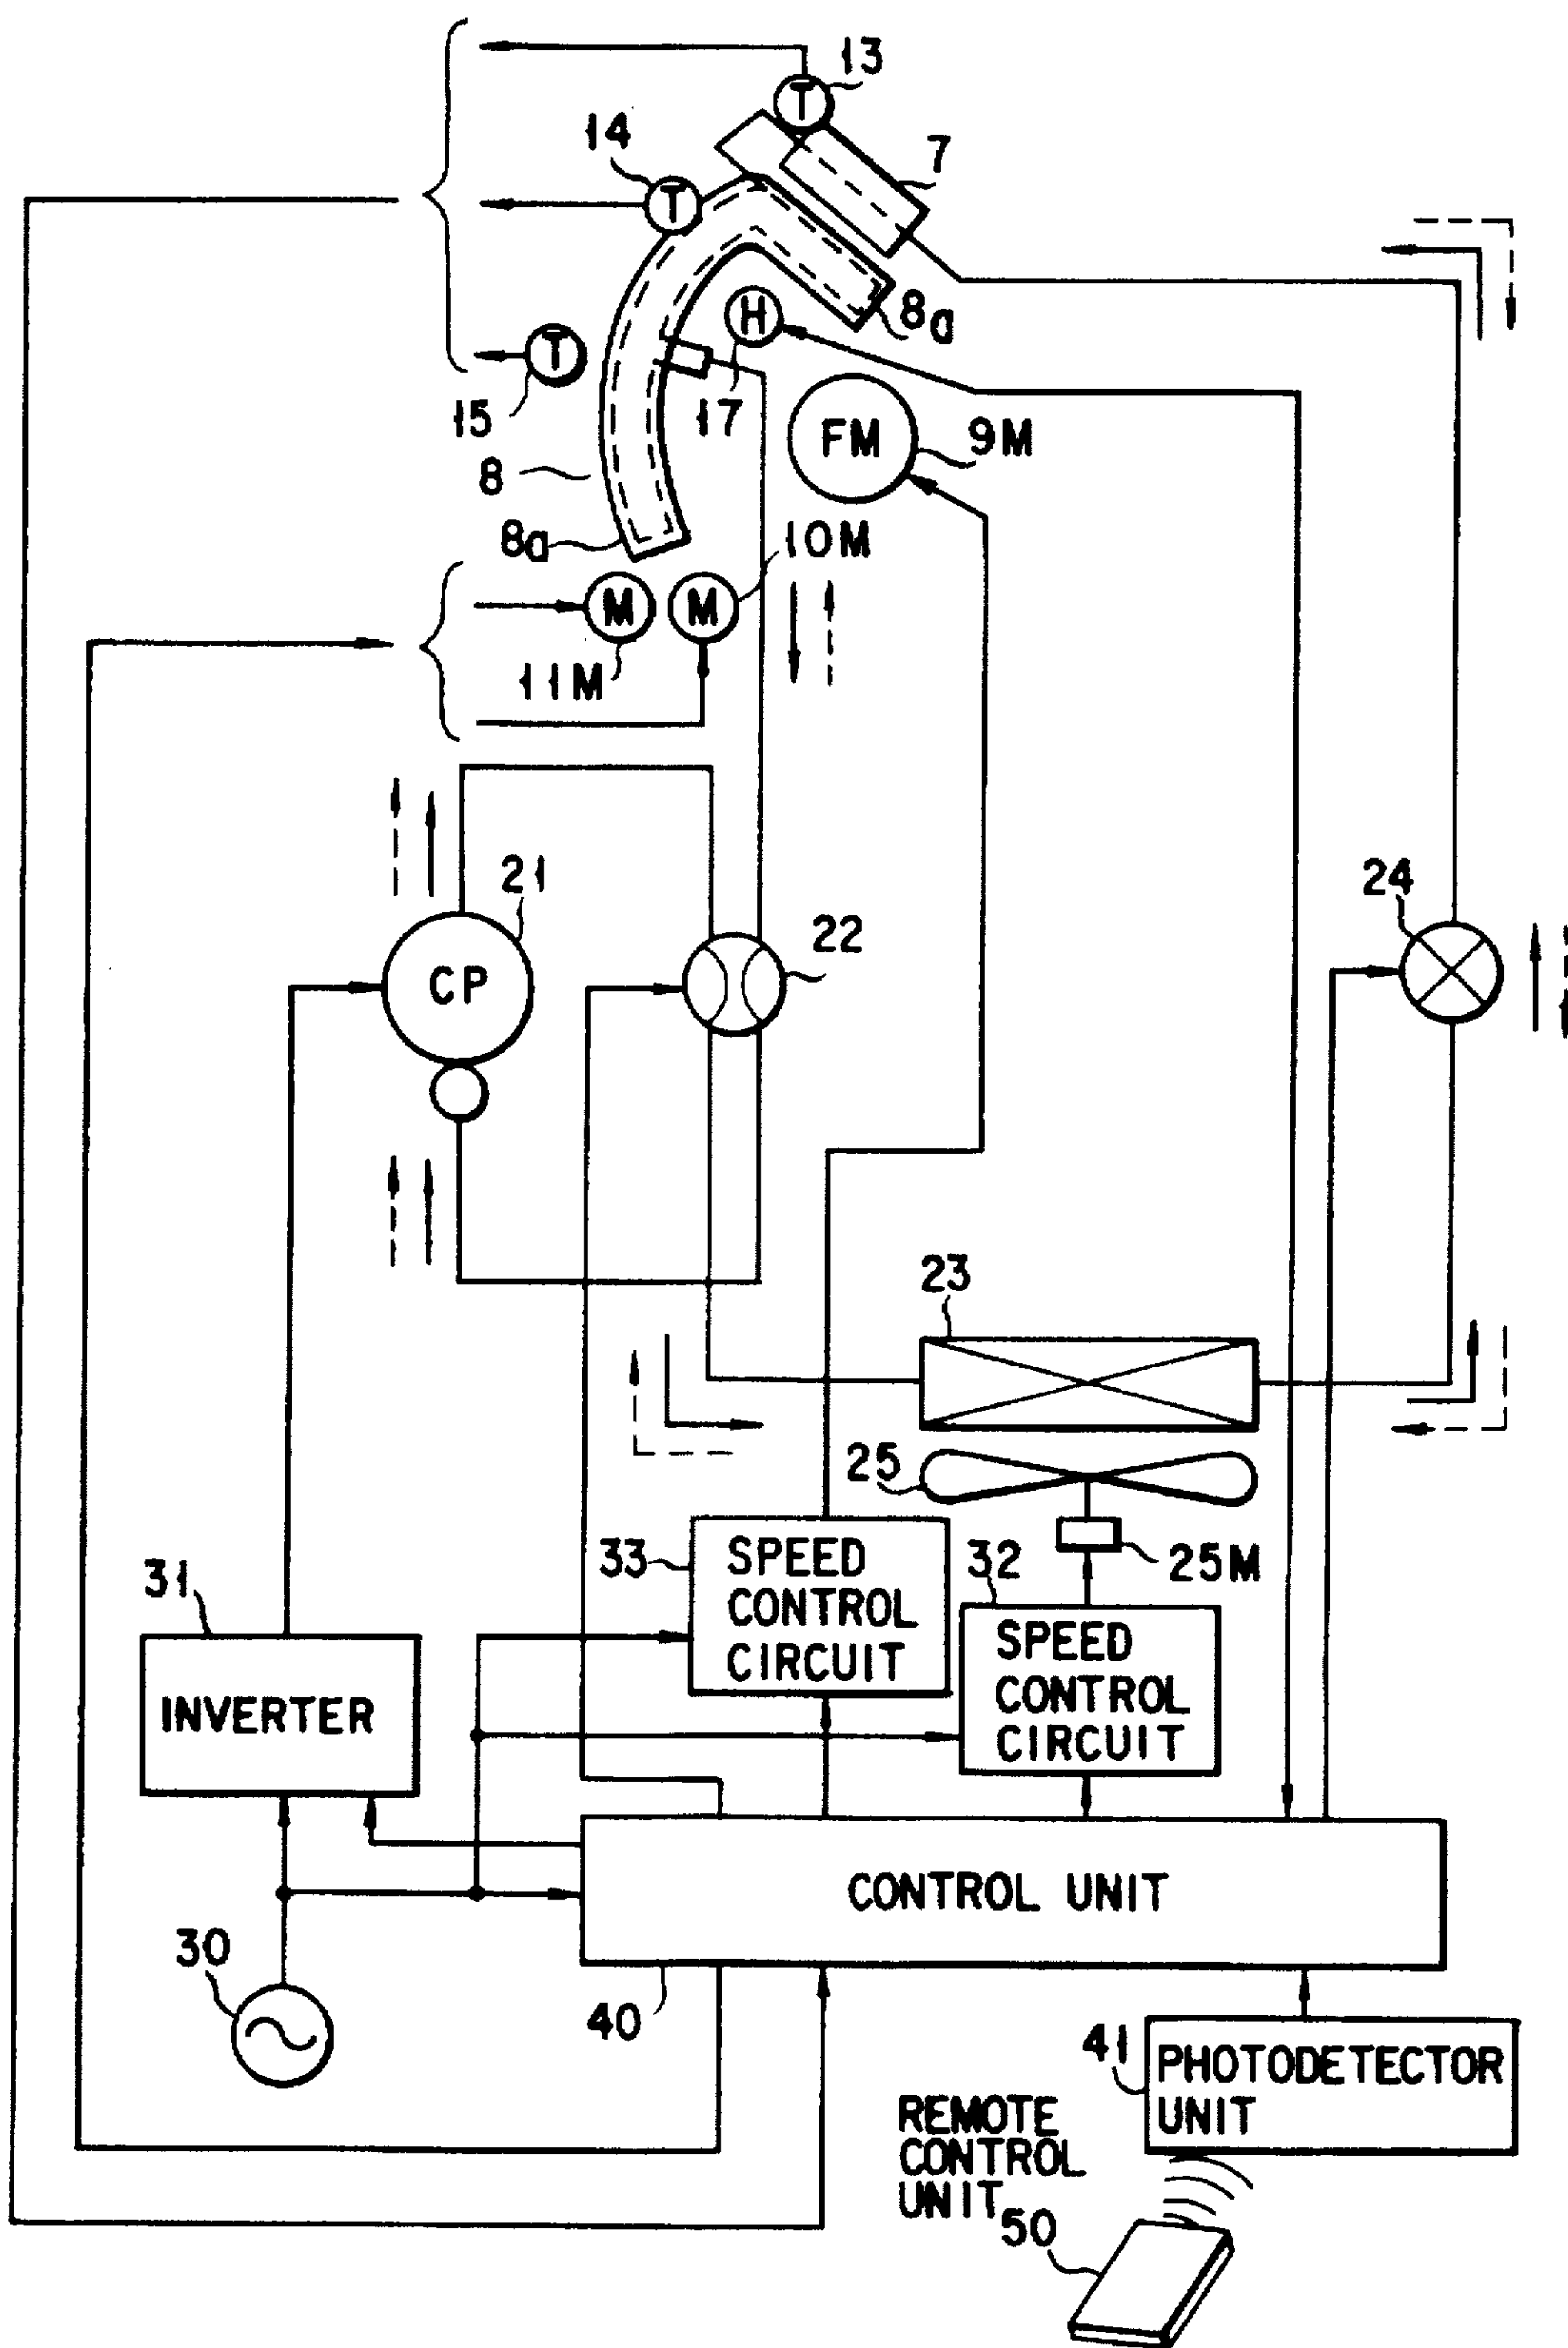 13
T
14
T
7
8a
H
T
15
17
FM
9M
8
8a
10M
M
M
11M
21
24
22
CP
23
25
33
SPEED
CONTROL
CIRCUIT
32
25M
31
SPEED
CONTROL
CIRCUIT
INVERTER
CONTROL UNIT
30
40
41
PHOTODETECTOR
UNIT
REMOTE
CONTROL
UNIT
50